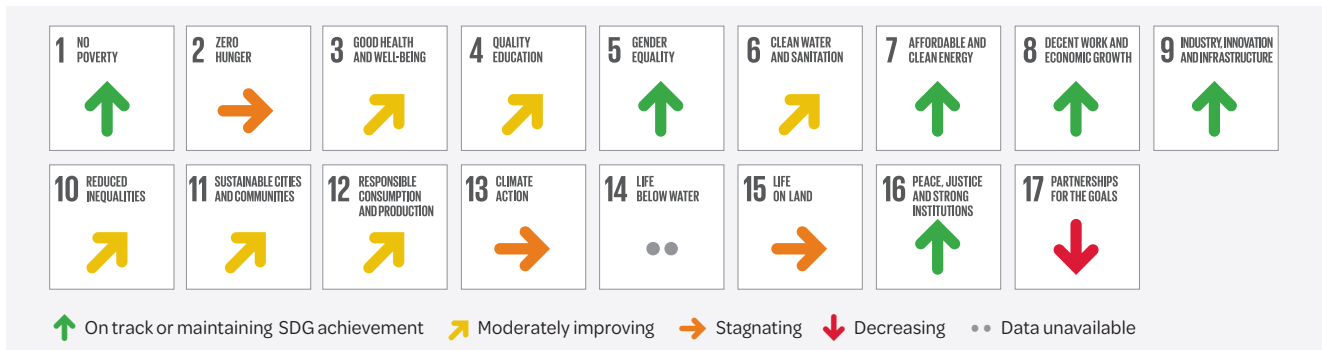 1 NO
POVERTY
2 ZERO
HUNGER
3 GOOD HEALTH
AND WELL-BEING
4 QUALITY
EDUCATION
5 GENDER
EQUALITY
6 CLEAN WATER
AND SANITATION
7 AFFORDABLE AND
CLEAN ENERGY
8 DECENT WORK AND
ECONOMIC GROWTH
9 INDUSTRY, INNOVATION
AND INFRASTRUCTURE
10 REDUCED
INEQUALITIES
11 SUSTAINABLE CITIES
AND COMMUNITIES
12 RESPONSIBLE
CONSUMPTION
AND PRODUCTION
13 CLIMATE
ACTION
14 LIFE
BELOW WATER
15 LIFE
ON LAND
16 PEACE, JUSTICE
AND STRONG
INSTITUTIONS
17 PARTNERSHIPS
FOR THE GOALS
On track or maintaining SDG achievement
Moderately improving
Stagnating
Decreasing
Data unavailable